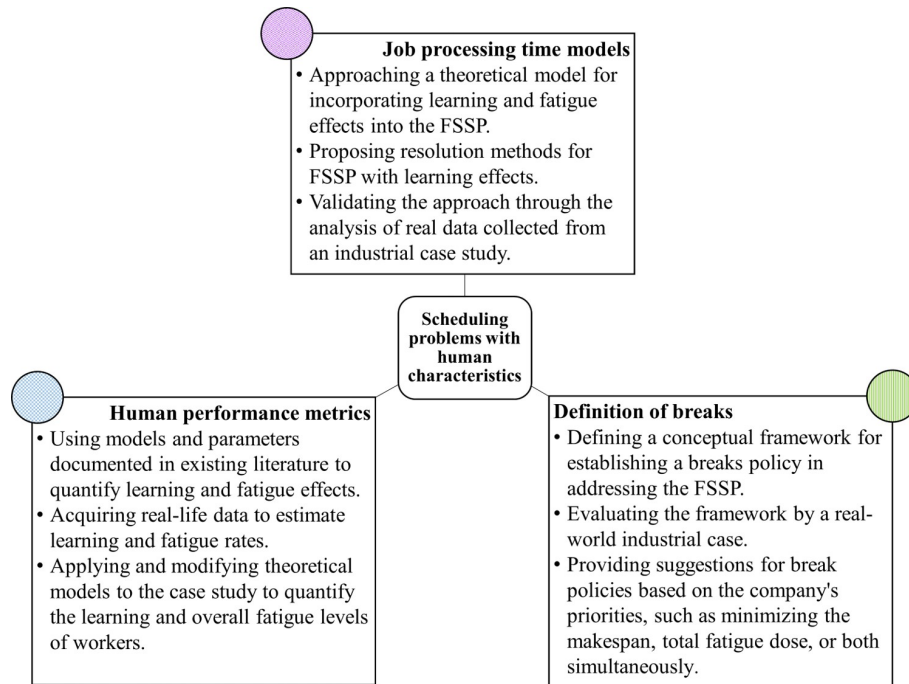 Job processing time models
• Approaching a theoretical model for
incorporating learning and fatigue
effects into the FSSP.
• Proposing resolution methods for
FSSP with learning effects.
• Validating the approach through the
analysis of real data collected from
an industrial case study.
Scheduling
problems with
human
characteristics
Human performance metrics
• Using models and parameters
documented in existing literature to
quantify learning and fatigue effects.
• Acquiring real-life data to estimate
learning and fatigue rates.
• Applying and modifying theoretical
models to the case study to quantify
the learning and overall fatigue levels
of workers.
Definition of breaks
• Defining a conceptual framework for
establishing a breaks policy in
addressing the FSSP.
• Evaluating the framework by a real-
world industrial case.
• Providing suggestions for break
policies based on the company's
priorities, such as minimizing the
makespan, total fatigue dose, or both
simultaneously.